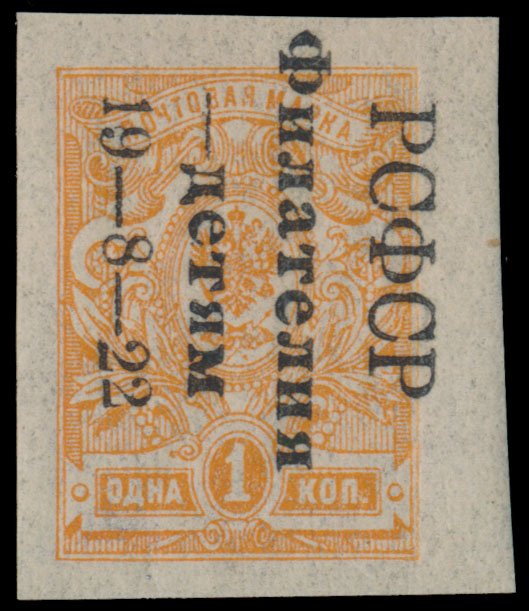 РСФСР
Филателия
—детям
19—8—22
ПОЧТОВАЯ МАРКА
1
ОДНА КОП.